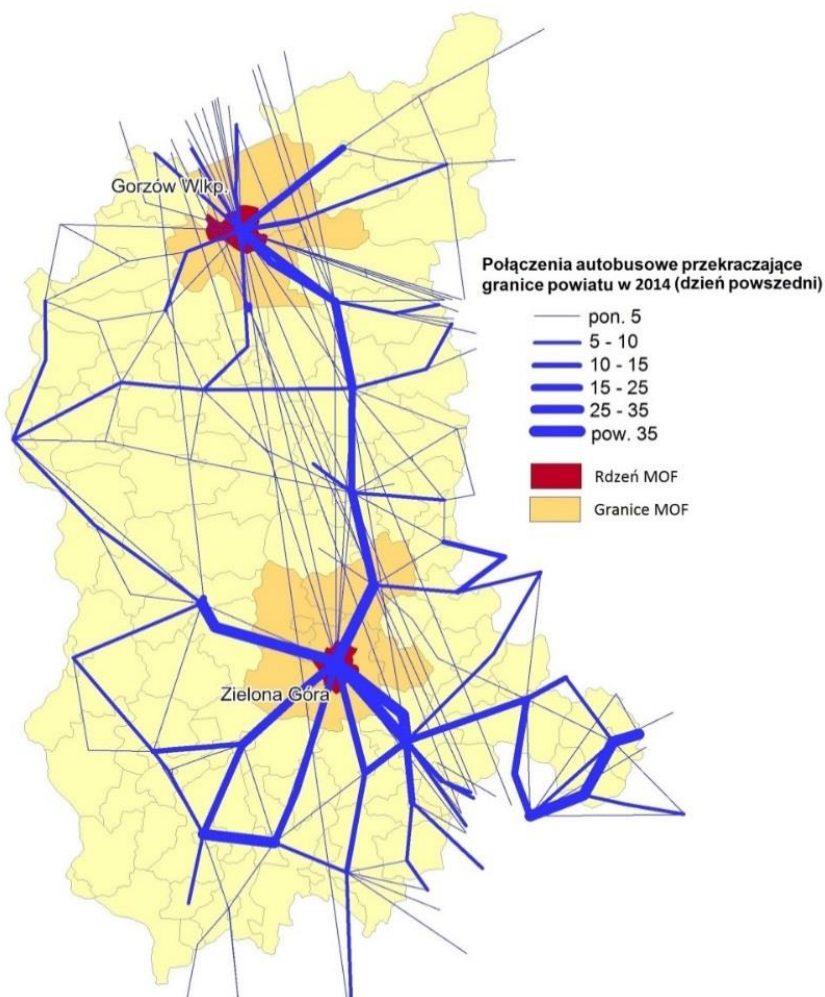 Gorzów Wlkp.
Połączenia autobusowe przekraczające
granice powiatu w 2014 (dzień powszedni)
pon. 5
5 - 10
10 - 15
15 - 25
25 - 35
pow. 35
Rdzeń MOF
Granice MOF
Zielona Góra